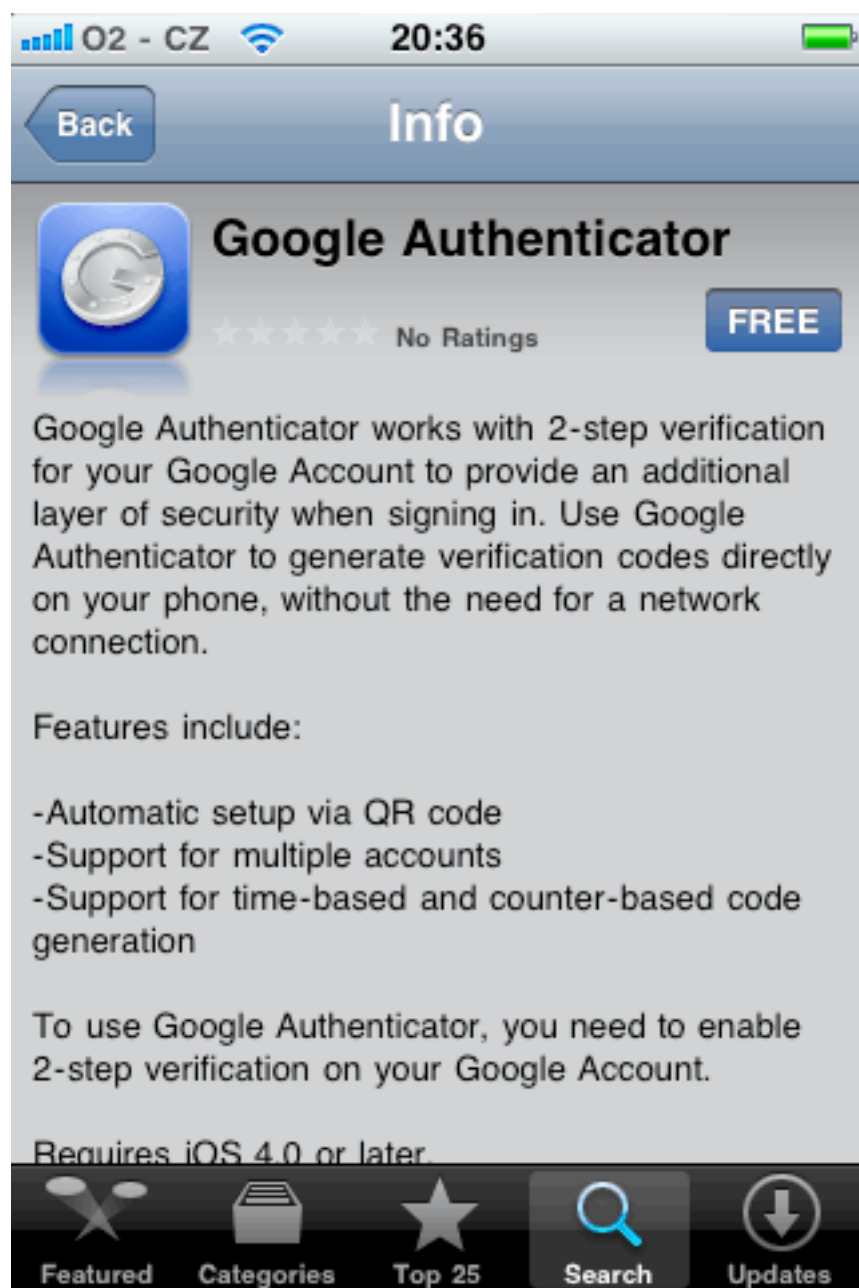 O2 - CZ 20:36
Back Info
Google Authenticator
No Ratings FREE
Google Authenticator works with 2-step verification
for your Google Account to provide an additional
layer of security when signing in. Use Google
Authenticator to generate verification codes directly
on your phone, without the need for a network
connection.
Features include:
-Automatic setup via QR code
-Support for multiple accounts
-Support for time-based and counter-based code
generation
To use Google Authenticator, you need to enable
2-step verification on your Google Account.
Requires iOS 4.0 or later.
Featured Categories Top 25 Search Updates